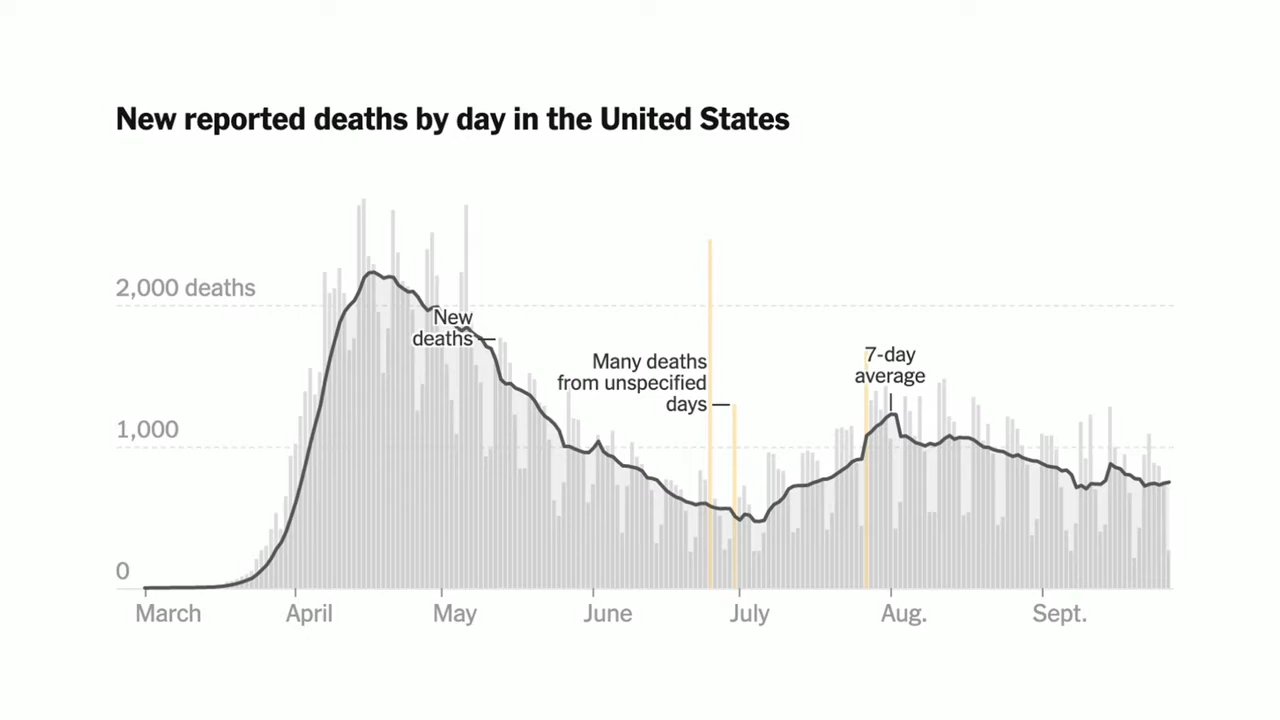 New reported deaths by day in the United States
2,000 deaths
New
deaths
Many deaths
from unspecified
days
7-day
average
1,000
0
March April May June July Aug. Sept.